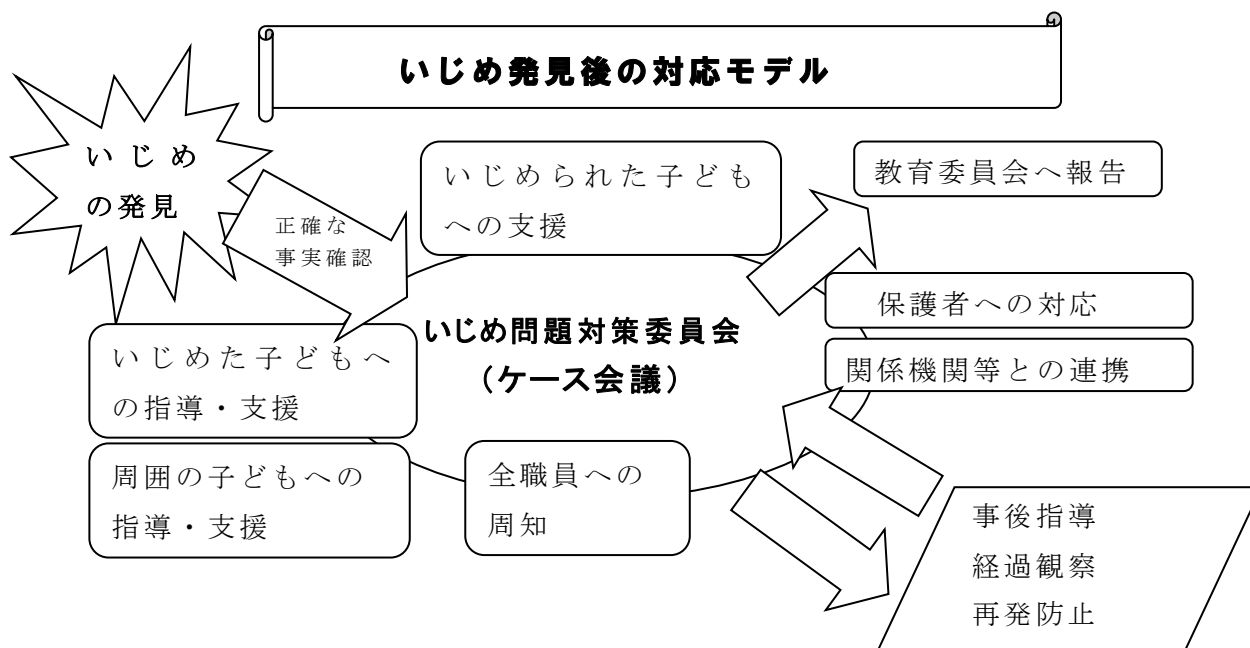 いじめ発見後の対応モデル
いじめ
の発見
正確な
事実確認
いじめられた子ども
への支援
教育委員会へ報告
保護者への対応
関係機関等との連携
いじめ問題対策委員会
(ケース会議)
いじめた子どもへ
の指導・支援
周囲の子どもへの
指導・支援
全職員への
周知
事後指導
経過観察
再発防止